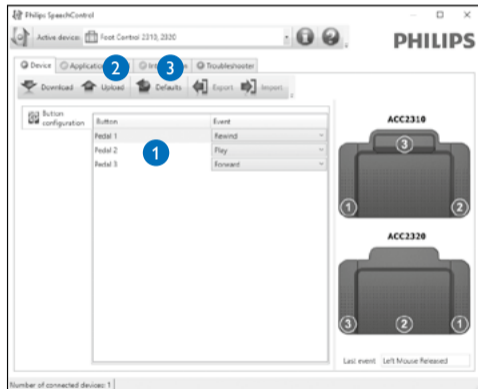 Philips SpeechControl
Active device: Foot Control 2310, 2320
PHILIPS
Device Application Troubleshooter
2 3
Download Upload Defaults Export Import
Button configuration
Button Event
Pedal 1 Rewind
Pedal 2 Play
Pedal 3 Forward
1
ACC2310
3
1 2
ACC2320
3 2 1
Last event Left Mouse Released
Number of connected devices: 1